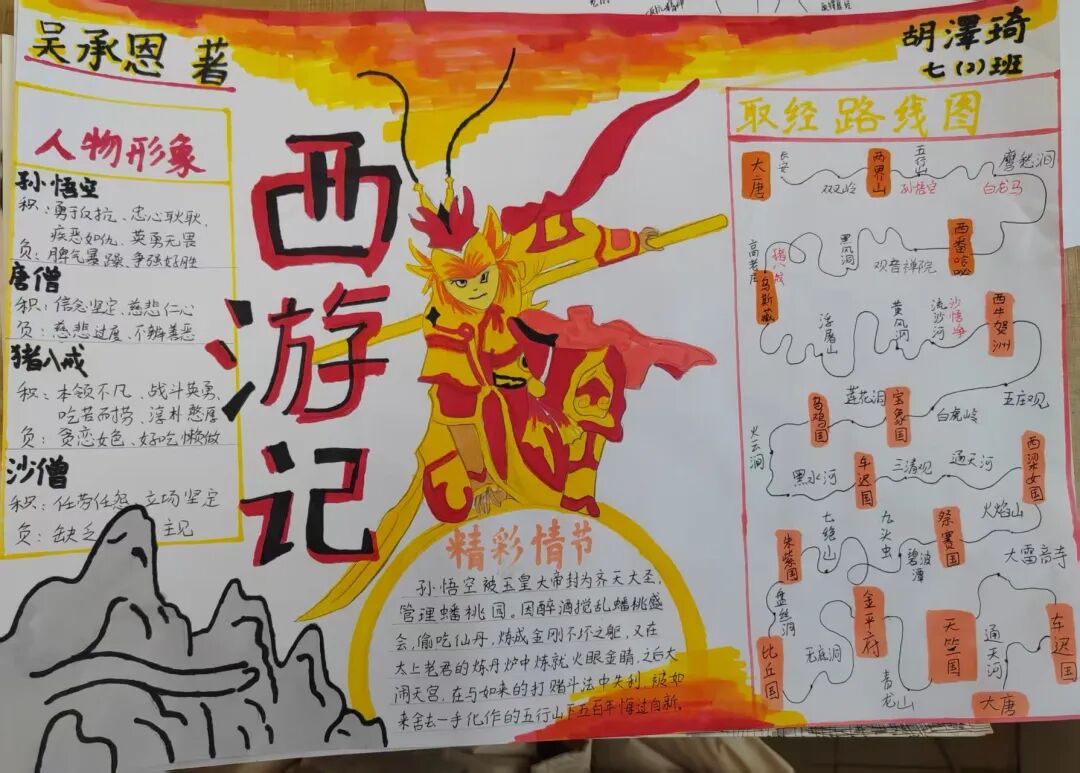 吴承恩 著
胡澤琦
七(2)班
人物形象
孙悟空
积:勇于反抗、忠心耿耿、
疾恶如仇、英勇无畏
负:脾气暴躁、争强好胜
唐僧
积:信念坚定、慈悲仁心
负:慈悲过度、不辨善恶
猪八戒
积:本领不凡、战斗英勇、
吃苦而耐劳、淳朴憨厚
负:贪恋女色、好吃懒做
沙僧
积:任劳任怨、立场坚定
负:缺乏 主见
西游记
精彩情节
孙悟空被玉皇大帝封为齐天大圣,
管理蟠桃园。因醉酒搅乱蟠桃盛
会,偷吃仙丹,炼成金刚不坏之躯,又在
太上老君的炼丹炉中炼就火眼金睛,之后大
闹天宫,在与如来的打赌斗法中失利,被如
来舍去一手化作的五行山下五百年悔过自新。
取经路线图
大唐
长安
双叉岭
两界山
五行山
孙悟空
鹰愁涧
白龙马
高老庄
猪八戒
乌斯藏
黑风洞
观音禅院
西番哈咇
浮屠山
黄风洞
流沙河
沙悟净
西牛贺洲
火云洞
乌鸡国
莲花洞
宝象国
白虎岭
五庄观
黑水河
车迟国
三清观
通天河
西梁女国
朱紫国
七绝山
九头虫
碧波潭
祭赛国
火焰山
大雷音寺
盘丝洞
比丘国
无底洞
金平府
青龙山
天竺国
通天河
大唐
车迟国